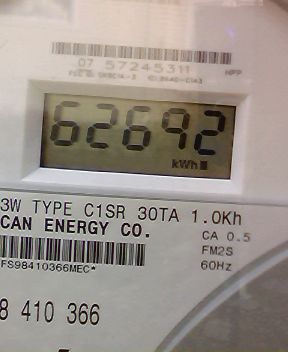 07 57245311
62692
kWh
3W TYPE C1SR 30TA 1.0Kh
CAN ENERGY CO.
CA 0.5
FM2S
60Hz
FS98410366MEC*
8 410 366